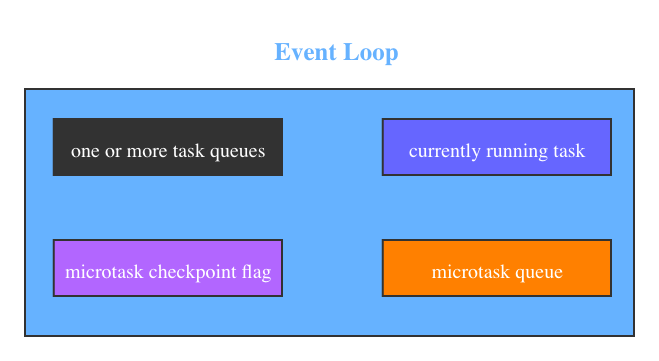 Event Loop
one or more task queues
currently running task
microtask checkpoint flag
microtask queue